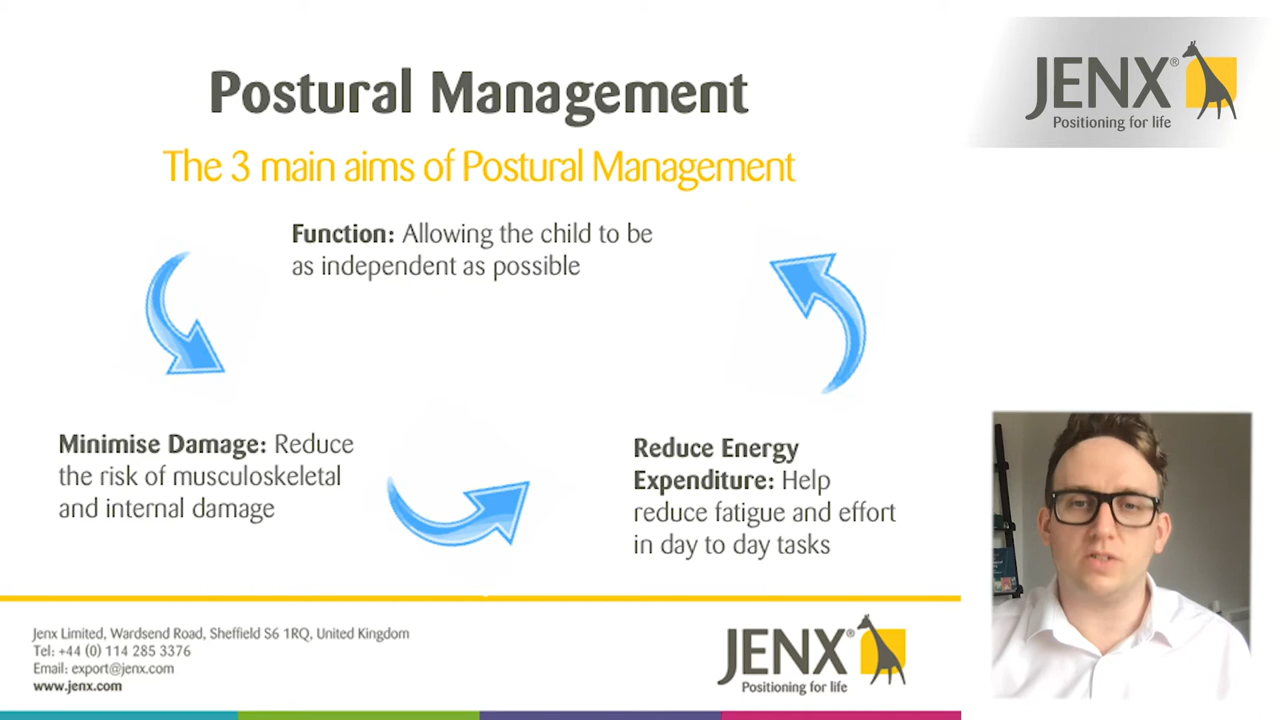 Postural Management
The 3 main aims of Postural Management
Function: Allowing the child to be
as independent as possible
Minimise Damage: Reduce
the risk of musculoskeletal
and internal damage
Reduce Energy
Expenditure: Help
reduce fatigue and effort
in day to day tasks
Jenx Limited, Wardsend Road, Sheffield S6 1RQ, United Kingdom
Tel: +44 (0) 114 285 3376
Email: export@jenx.com
www.jenx.com
JENX®
Positioning for life
JENX®
Positioning for life